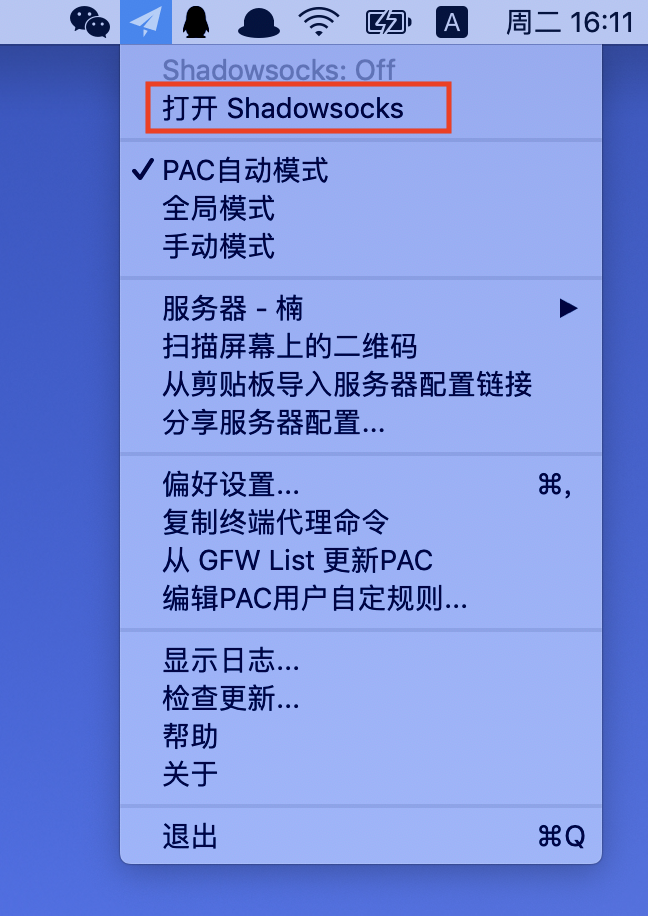 A 周二 16:11
Shadowsocks: Off
打开 Shadowsocks
PAC自动模式
全局模式
手动模式
服务器 - 楠
扫描屏幕上的二维码
从剪贴板导入服务器配置链接
分享服务器配置...
偏好设置... ⌘,
复制终端代理命令
从 GFW List 更新PAC
编辑PAC用户自定规则...
显示日志...
检查更新...
帮助
关于
退出 ⌘Q